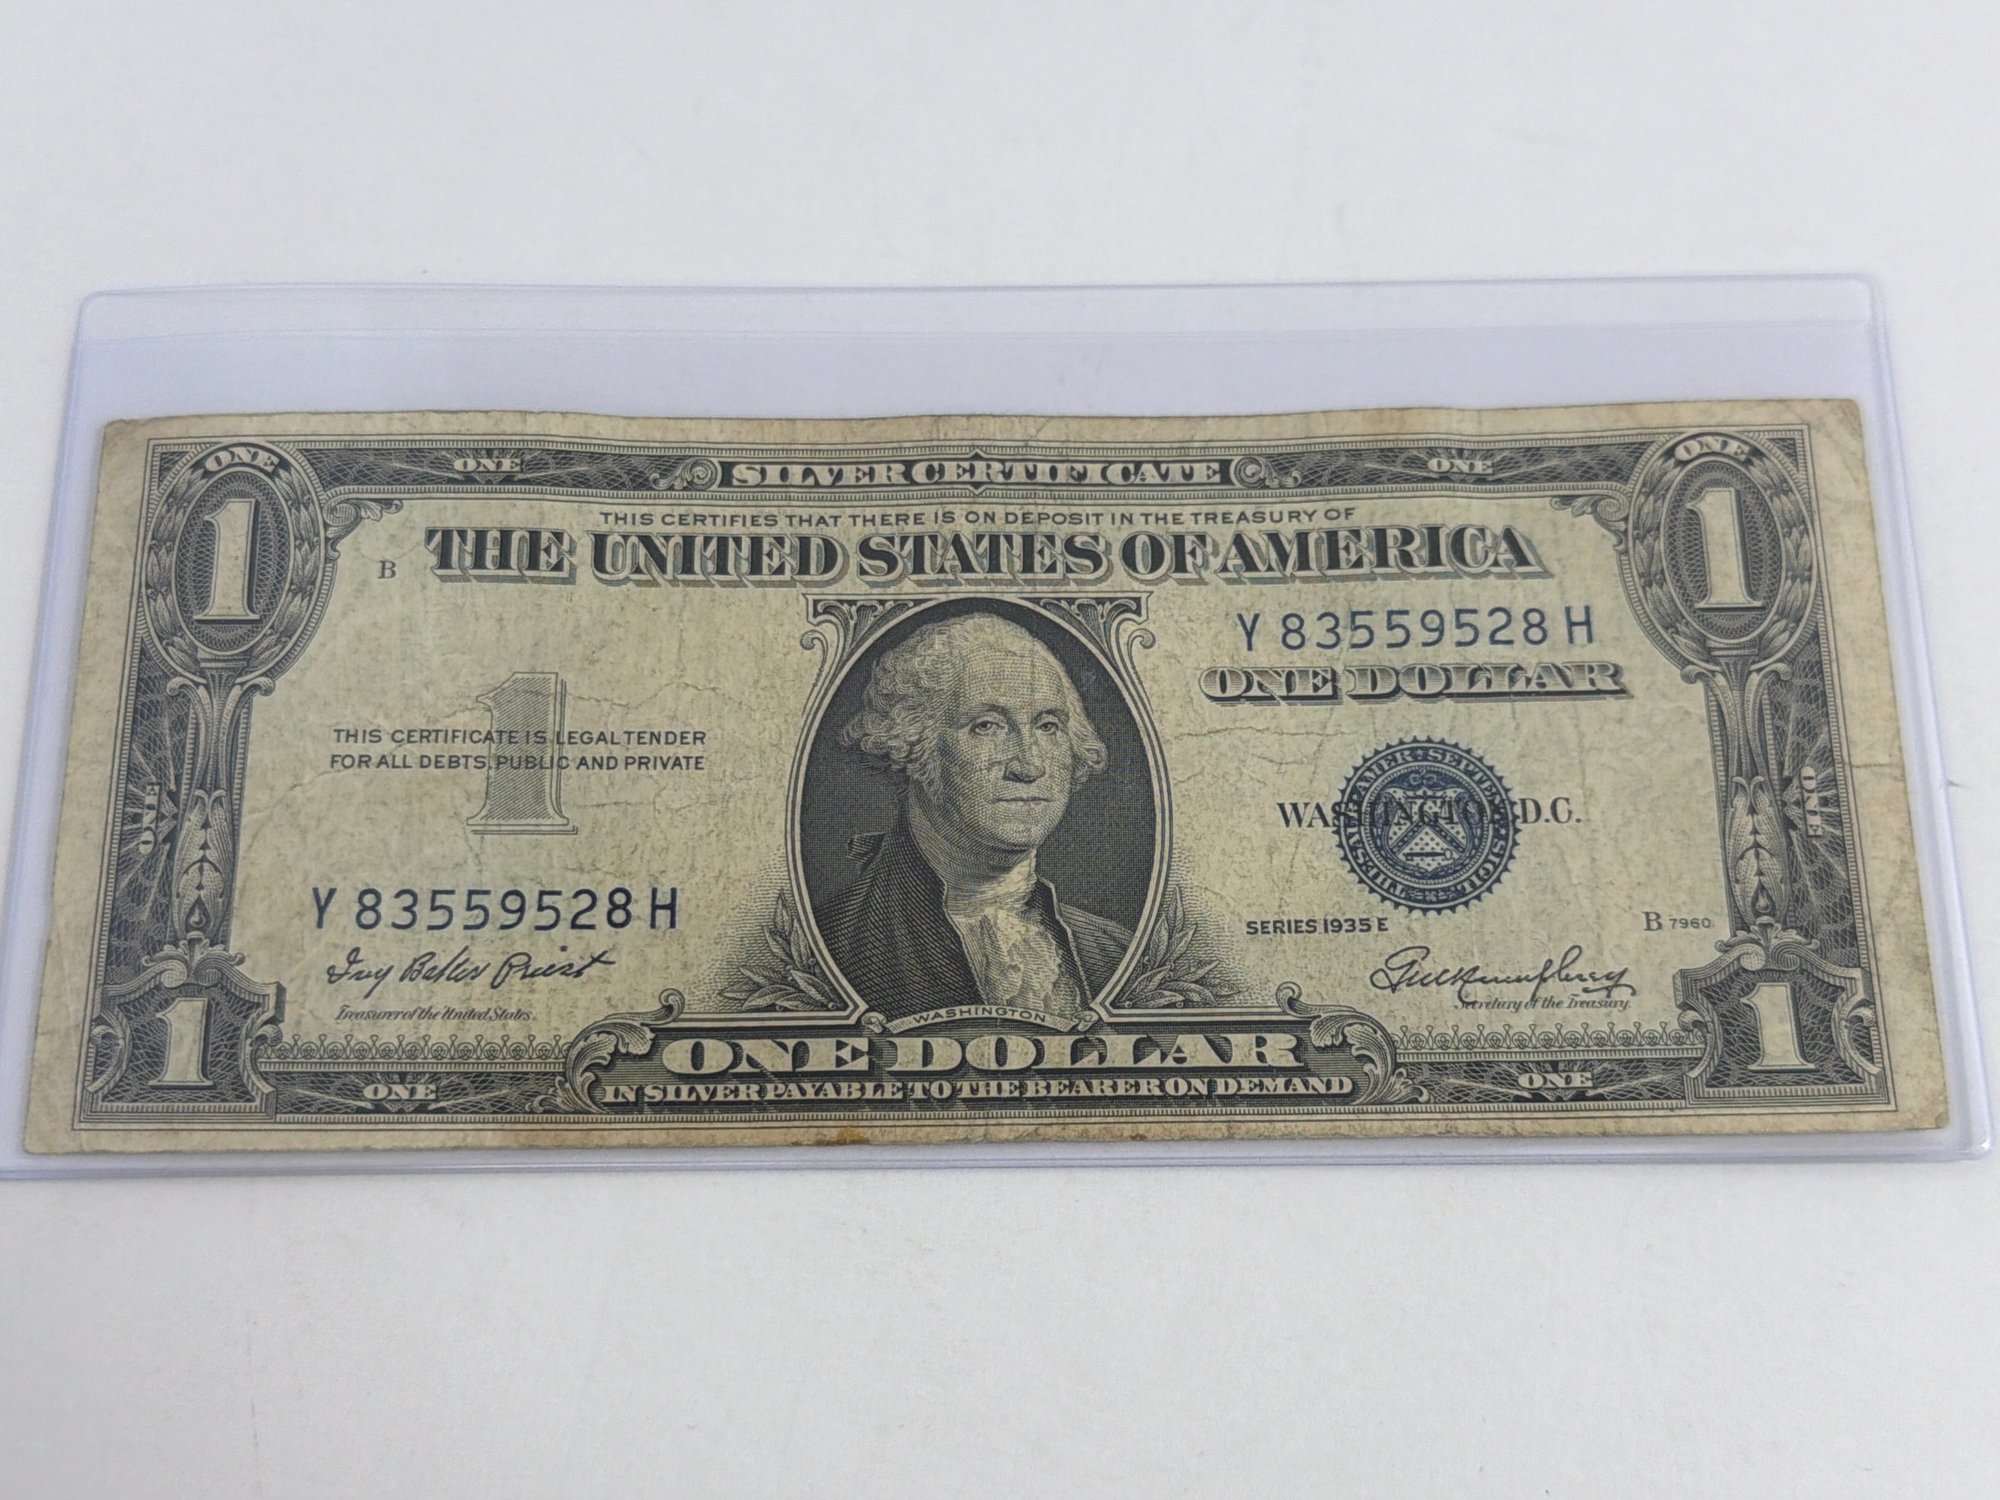 ONE ONE SILVER CERTIFICATE ONE ONE
1 1
THIS CERTIFIES THAT THERE IS ON DEPOSIT IN THE TREASURY OF
B THE UNITED STATES OF AMERICA
Y 83559528 H
ONE DOLLAR
1
THIS CERTIFICATE IS LEGAL TENDER
FOR ALL DEBTS, PUBLIC AND PRIVATE
WASHINGTON, D.C.
ONE ONE
Y 83559528 H
SERIES 1935 E B 7960
Ivy Baker Priest
Treasurer of the United States.
Secretary of the Treasury.
WASHINGTON
1 ONE DOLLAR 1
ONE IN SILVER PAYABLE TO THE BEARER ON DEMAND ONE